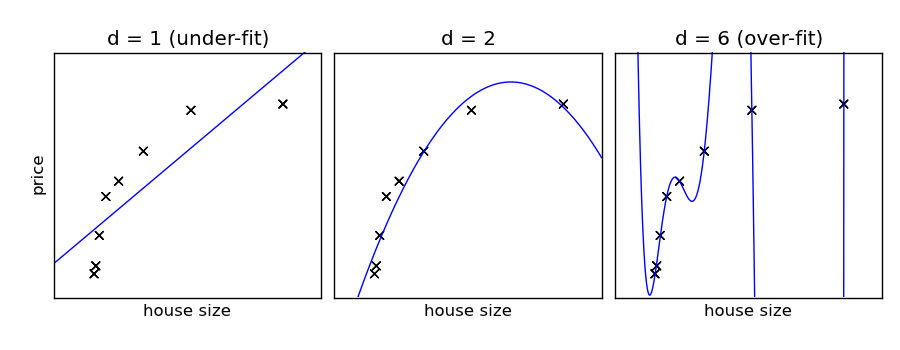 d = 1 (under-fit)
d = 2
d = 6 (over-fit)
price
house size
house size
house size